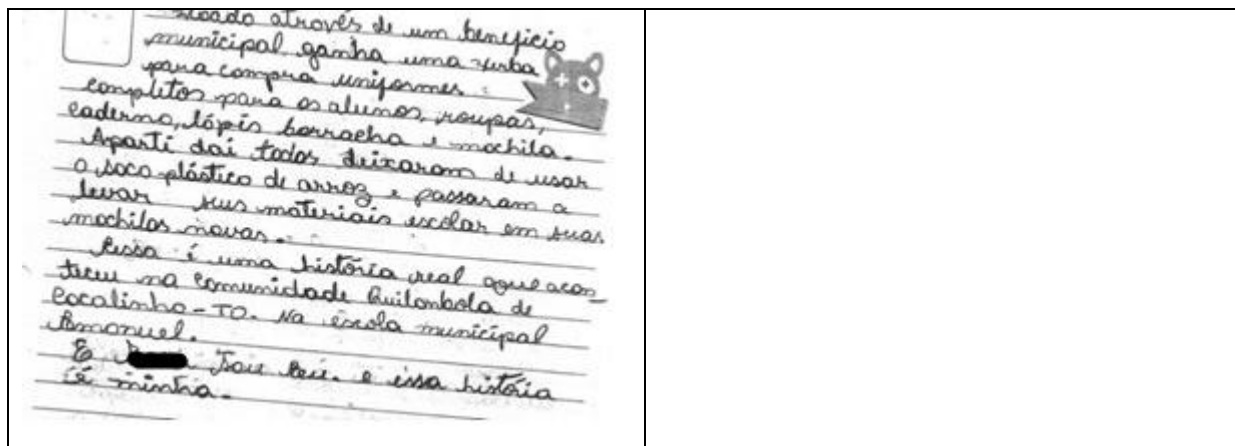 através de um beneficio
municipal ganha uma verba
para compra uniformes
completos para os alunos, roupas,
caderno, lápis borracha e mochila.
Aparti daí todos deixaram de usar
o saco plástico de arroz e passaram a
levar seus materiais escolar em suas
mochilas novas.
Essa é uma história real que acon_
teceu na comunidade Quilombola de
Cocalinho-TO. Na escola municipal
Emanuel.
E Sou Eu. e essa história
é minha.